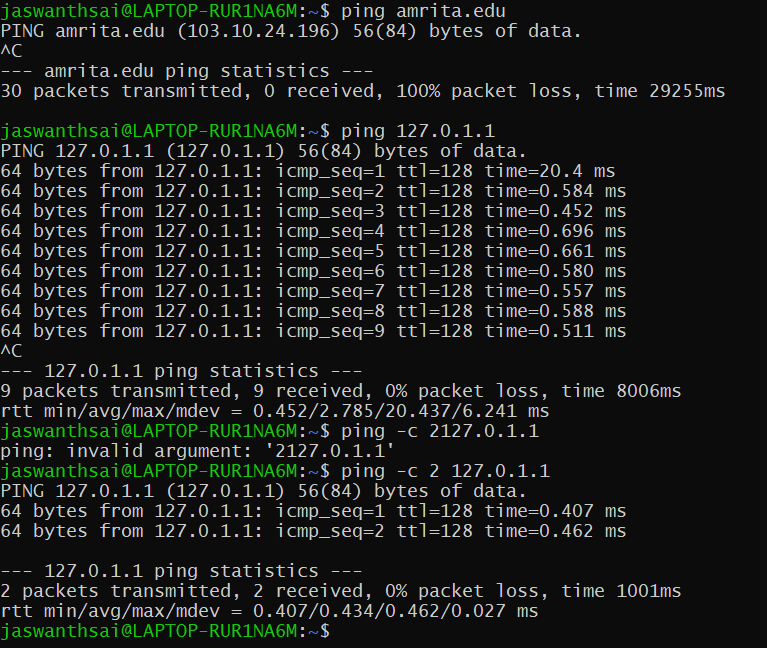 jaswanthsai@LAPTOP-RUR1NA6M:~$ ping amrita.edu
PING amrita.edu (103.10.24.196) 56(84) bytes of data.
^C
--- amrita.edu ping statistics ---
30 packets transmitted, 0 received, 100% packet loss, time 29255ms

jaswanthsai@LAPTOP-RUR1NA6M:~$ ping 127.0.1.1
PING 127.0.1.1 (127.0.1.1) 56(84) bytes of data.
64 bytes from 127.0.1.1: icmp_seq=1 ttl=128 time=20.4 ms
64 bytes from 127.0.1.1: icmp_seq=2 ttl=128 time=0.584 ms
64 bytes from 127.0.1.1: icmp_seq=3 ttl=128 time=0.452 ms
64 bytes from 127.0.1.1: icmp_seq=4 ttl=128 time=0.696 ms
64 bytes from 127.0.1.1: icmp_seq=5 ttl=128 time=0.661 ms
64 bytes from 127.0.1.1: icmp_seq=6 ttl=128 time=0.580 ms
64 bytes from 127.0.1.1: icmp_seq=7 ttl=128 time=0.557 ms
64 bytes from 127.0.1.1: icmp_seq=8 ttl=128 time=0.588 ms
64 bytes from 127.0.1.1: icmp_seq=9 ttl=128 time=0.511 ms
^C
--- 127.0.1.1 ping statistics ---
9 packets transmitted, 9 received, 0% packet loss, time 8006ms
rtt min/avg/max/mdev = 0.452/2.785/20.437/6.241 ms
jaswanthsai@LAPTOP-RUR1NA6M:~$ ping -c 2127.0.1.1
ping: invalid argument: '2127.0.1.1'
jaswanthsai@LAPTOP-RUR1NA6M:~$ ping -c 2 127.0.1.1
PING 127.0.1.1 (127.0.1.1) 56(84) bytes of data.
64 bytes from 127.0.1.1: icmp_seq=1 ttl=128 time=0.407 ms
64 bytes from 127.0.1.1: icmp_seq=2 ttl=128 time=0.462 ms

--- 127.0.1.1 ping statistics ---
2 packets transmitted, 2 received, 0% packet loss, time 1001ms
rtt min/avg/max/mdev = 0.407/0.434/0.462/0.027 ms
jaswanthsai@LAPTOP-RUR1NA6M:~$